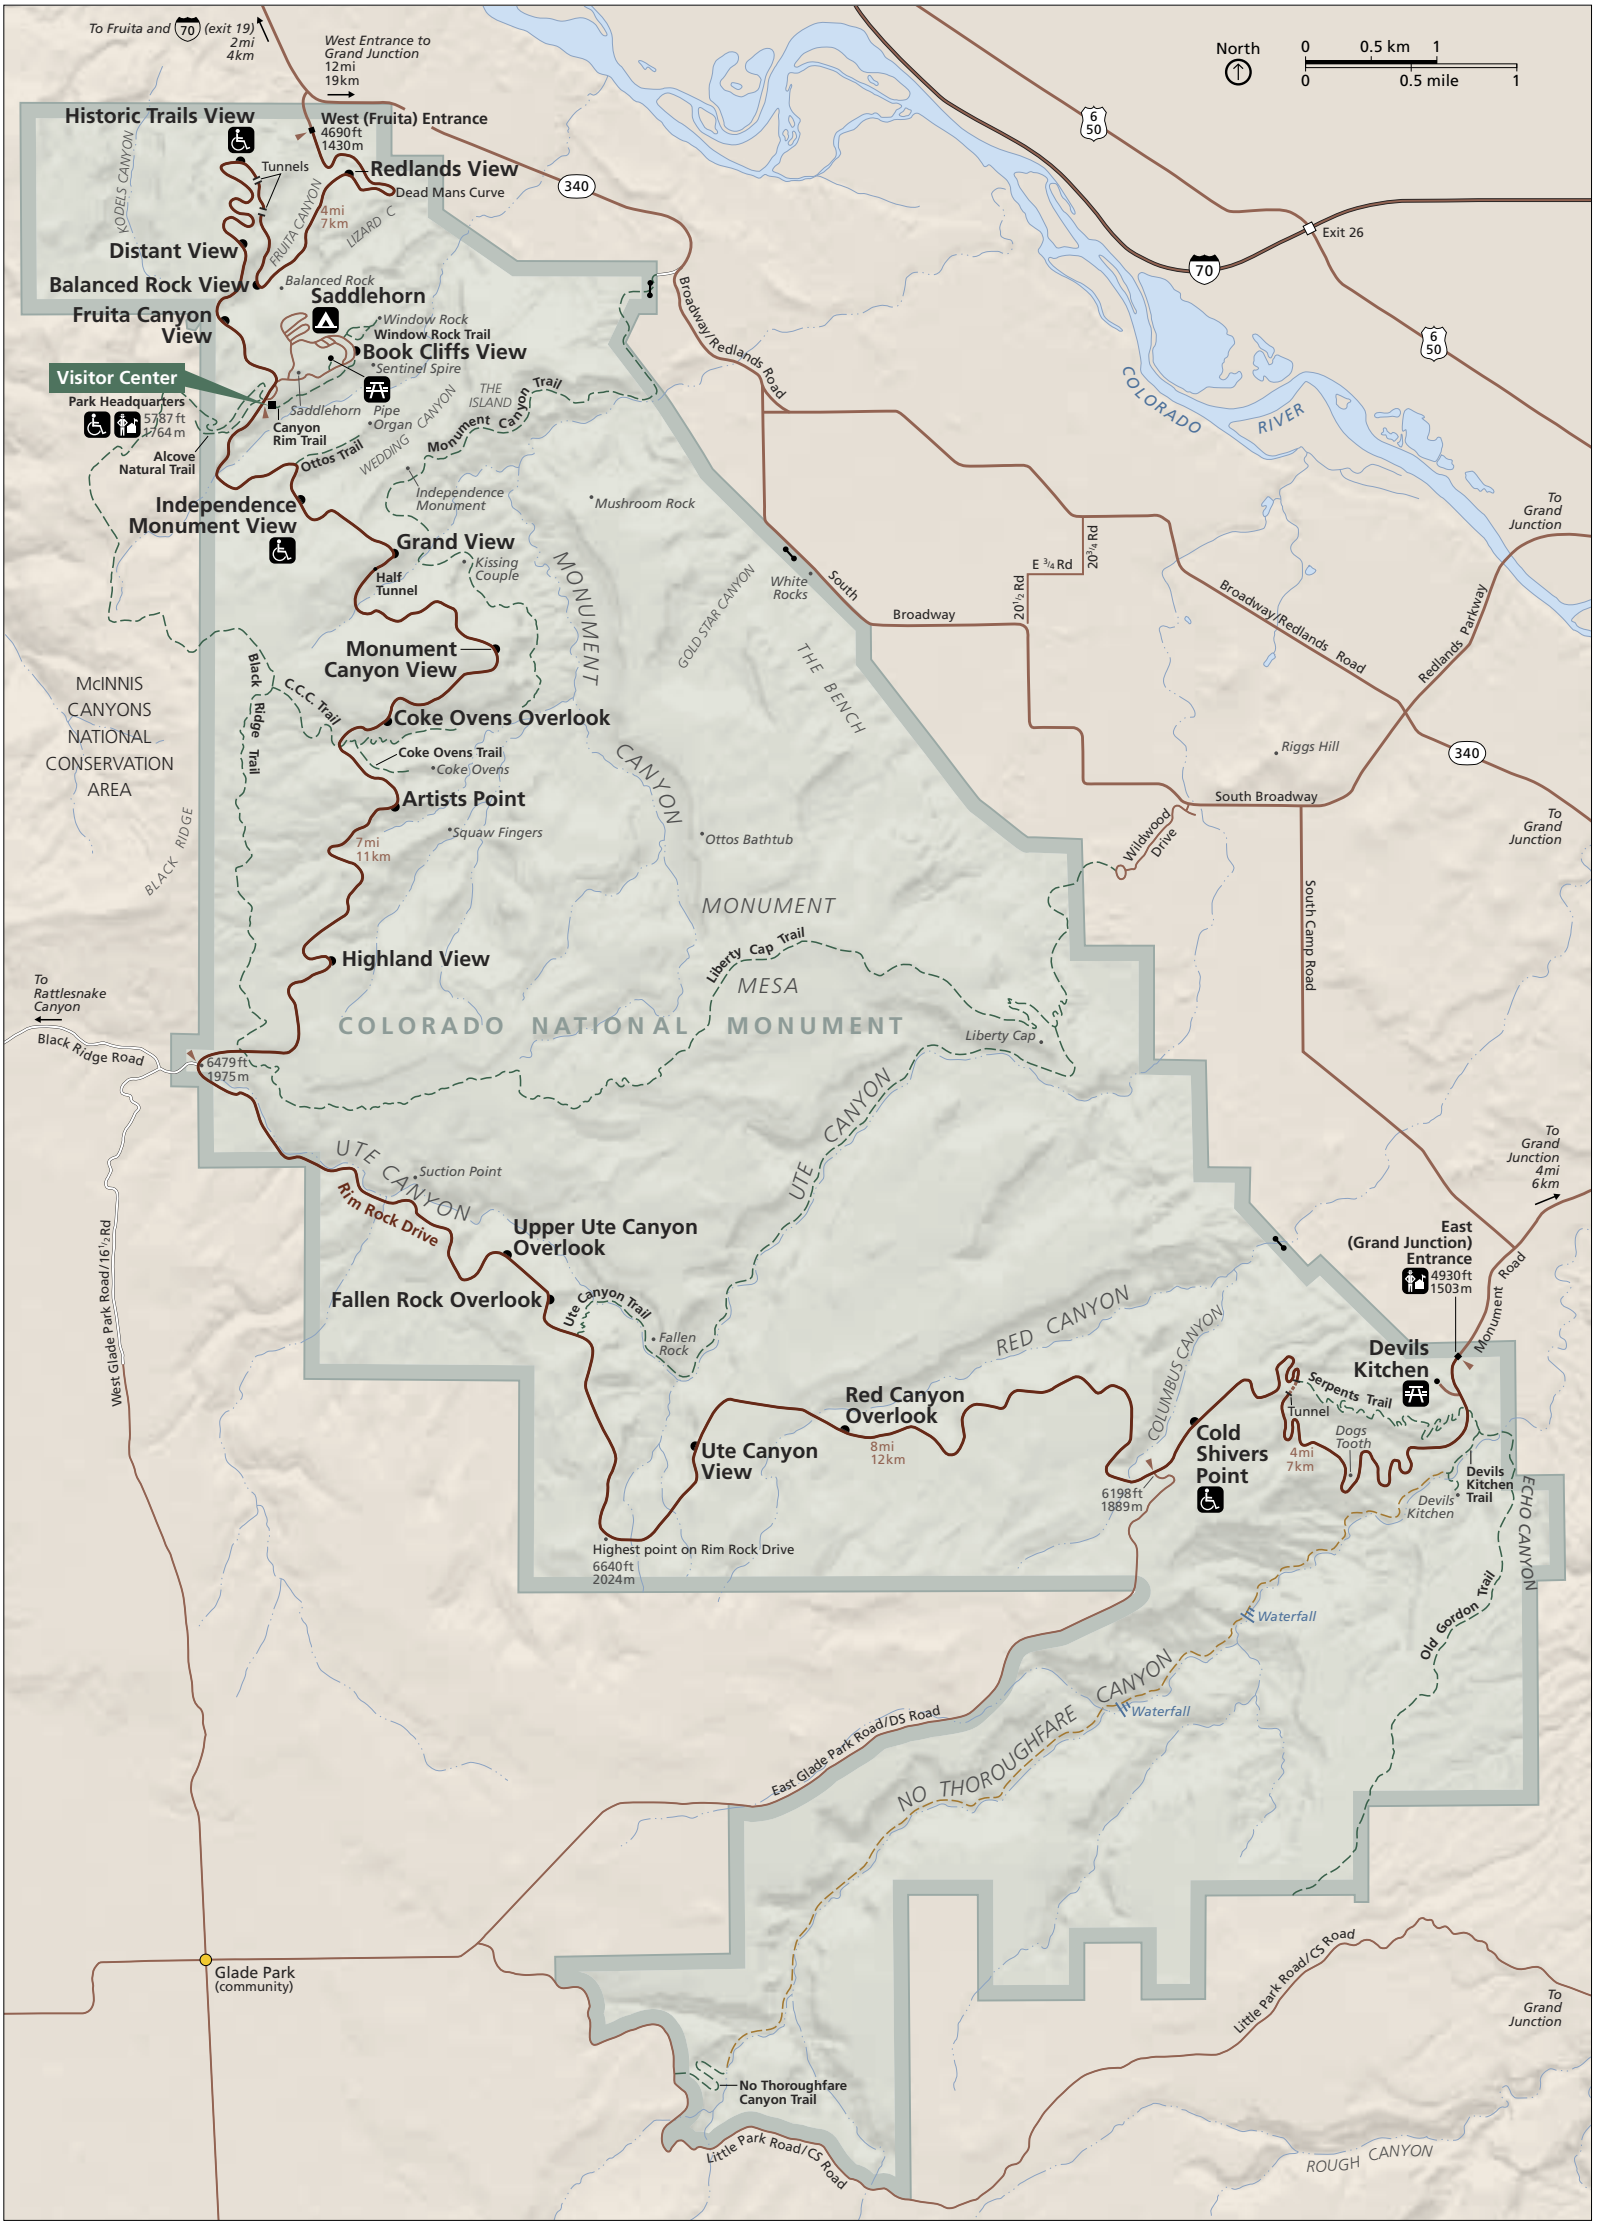 To Fruita and 70 (exit 19)
2mi
4km
West Entrance to
Grand Junction
12mi
19km
North
0 0.5 km 1
0 0.5 mile 1
6
50
Historic Trails View
West (Fruita) Entrance
4690ft
1430m
Tunnels
Redlands View
Dead Mans Curve
340
KODELS CANYON
FRUITA CANYON
4mi
7km
LIZARD C
Exit 26
70
Distant View
Balanced Rock View
Balanced Rock
Saddlehorn
Fruita Canyon
View
Window Rock
Window Rock Trail
Book Cliffs View
Sentinel Spire
Broadway/Redlands Road
6
50
Visitor Center
Park Headquarters
5787 ft
1764 m
Saddlehorn
Pipe
Organ
THE
ISLAND
Canyon
Rim Trail
Monument Canyon Trail
WEDDING CANYON
Ottos Trail
Alcove
Natural Trail
COLORADO RIVER
Independence
Monument View
Independence
Monument
Mushroom Rock
To
Grand
Junction
Grand View
Kissing
Couple
Half
Tunnel
MONUMENT
CANYON
GOLD STAR CANYON
White
Rocks
South
Broadway
E 3/4 Rd
20 3/4 Rd
20 1/2 Rd
Broadway/Redlands Road
Redlands Parkway
THE BENCH
Monument
Canyon View
Black Ridge Trail
C.C.C. Trail
McINNIS
CANYONS
NATIONAL
CONSERVATION
AREA
Coke Ovens Overlook
Coke Ovens Trail
Coke Ovens
Riggs Hill
340
Artists Point
South Broadway
To
Grand
Junction
BLACK RIDGE
7mi
11km
Squaw Fingers
Ottos Bathtub
Wildwood
Drive
South Camp Road
MONUMENT
MESA
Liberty Cap Trail
Highland View
To
Rattlesnake
Canyon
Black Ridge Road
COLORADO NATIONAL MONUMENT
Liberty Cap
6479ft
1975m
UTE CANYON
UTE CANYON
Suction Point
Rim Rock Drive
To
Grand
Junction
4mi
6km
West Glade Park Road/16 1/2 Rd
Upper Ute Canyon
Overlook
East
(Grand Junction)
Entrance
4930ft
1503m
Monument Road
Fallen Rock Overlook
Ute Canyon Trail
Fallen
Rock
RED CANYON
COLUMBUS CANYON
Devils
Kitchen
Serpents Trail
Tunnel
Red Canyon
Overlook
8mi
12km
Dogs
Tooth
Cold
Shivers
Point
4mi
7km
Ute Canyon
View
6198ft
1889m
Devils
Kitchen
Trail
Devils
Kitchen
ECHO CANYON
Highest point on Rim Rock Drive
6640ft
2024m
Old Gordon Trail
Waterfall
NO THOROUGHFARE CANYON
Waterfall
East Glade Park Road/DS Road
Glade Park
(community)
Little Park Road/CS Road
To
Grand
Junction
No Thoroughfare
Canyon Trail
Little Park Road/CS Road
ROUGH CANYON